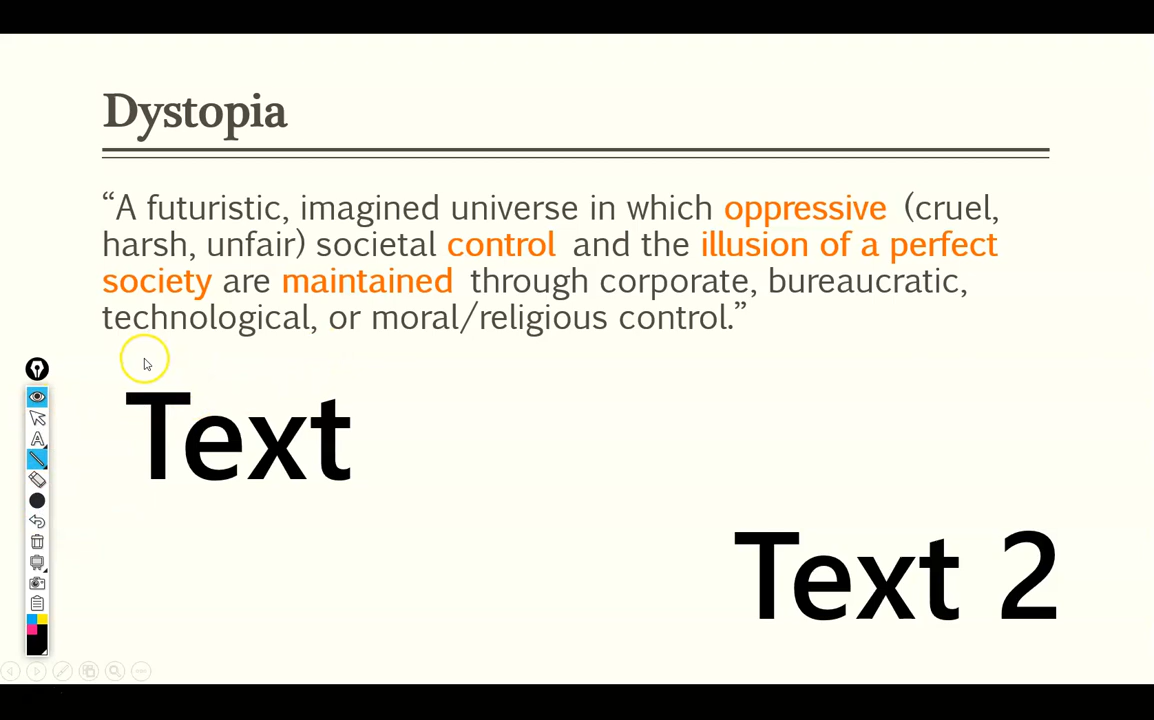 Dystopia
“A futuristic, imagined universe in which oppressive (cruel,
harsh, unfair) societal control and the illusion of a perfect
society are maintained through corporate, bureaucratic,
technological, or moral/religious control.”
Text
Text 2